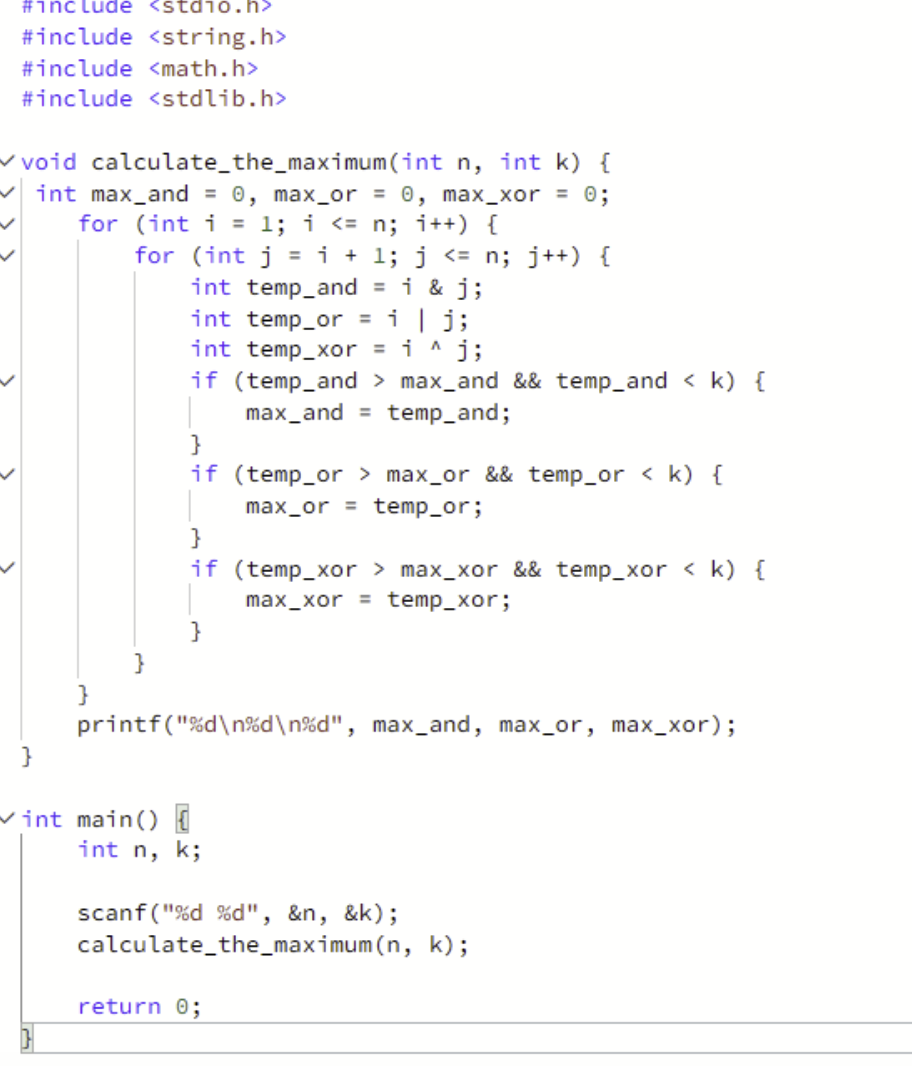 #include <stdio.h>
#include <string.h>
#include <math.h>
#include <stdlib.h>
void calculate_the_maximum(int n, int k) {
int max_and = 0, max_or = 0, max_xor = 0;
for (int i = 1; i <= n; i++) {
for (int j = i + 1; j <= n; j++) {
int temp_and = i & j;
int temp_or = i | j;
int temp_xor = i ^ j;
if (temp_and > max_and && temp_and < k) {
max_and = temp_and;
}
if (temp_or > max_or && temp_or < k) {
max_or = temp_or;
}
if (temp_xor > max_xor && temp_xor < k) {
max_xor = temp_xor;
}
}
}
printf("%d\n%d\n%d", max_and, max_or, max_xor);
}
int main() {
int n, k;
scanf("%d %d", &n, &k);
calculate_the_maximum(n, k);
return 0;
}